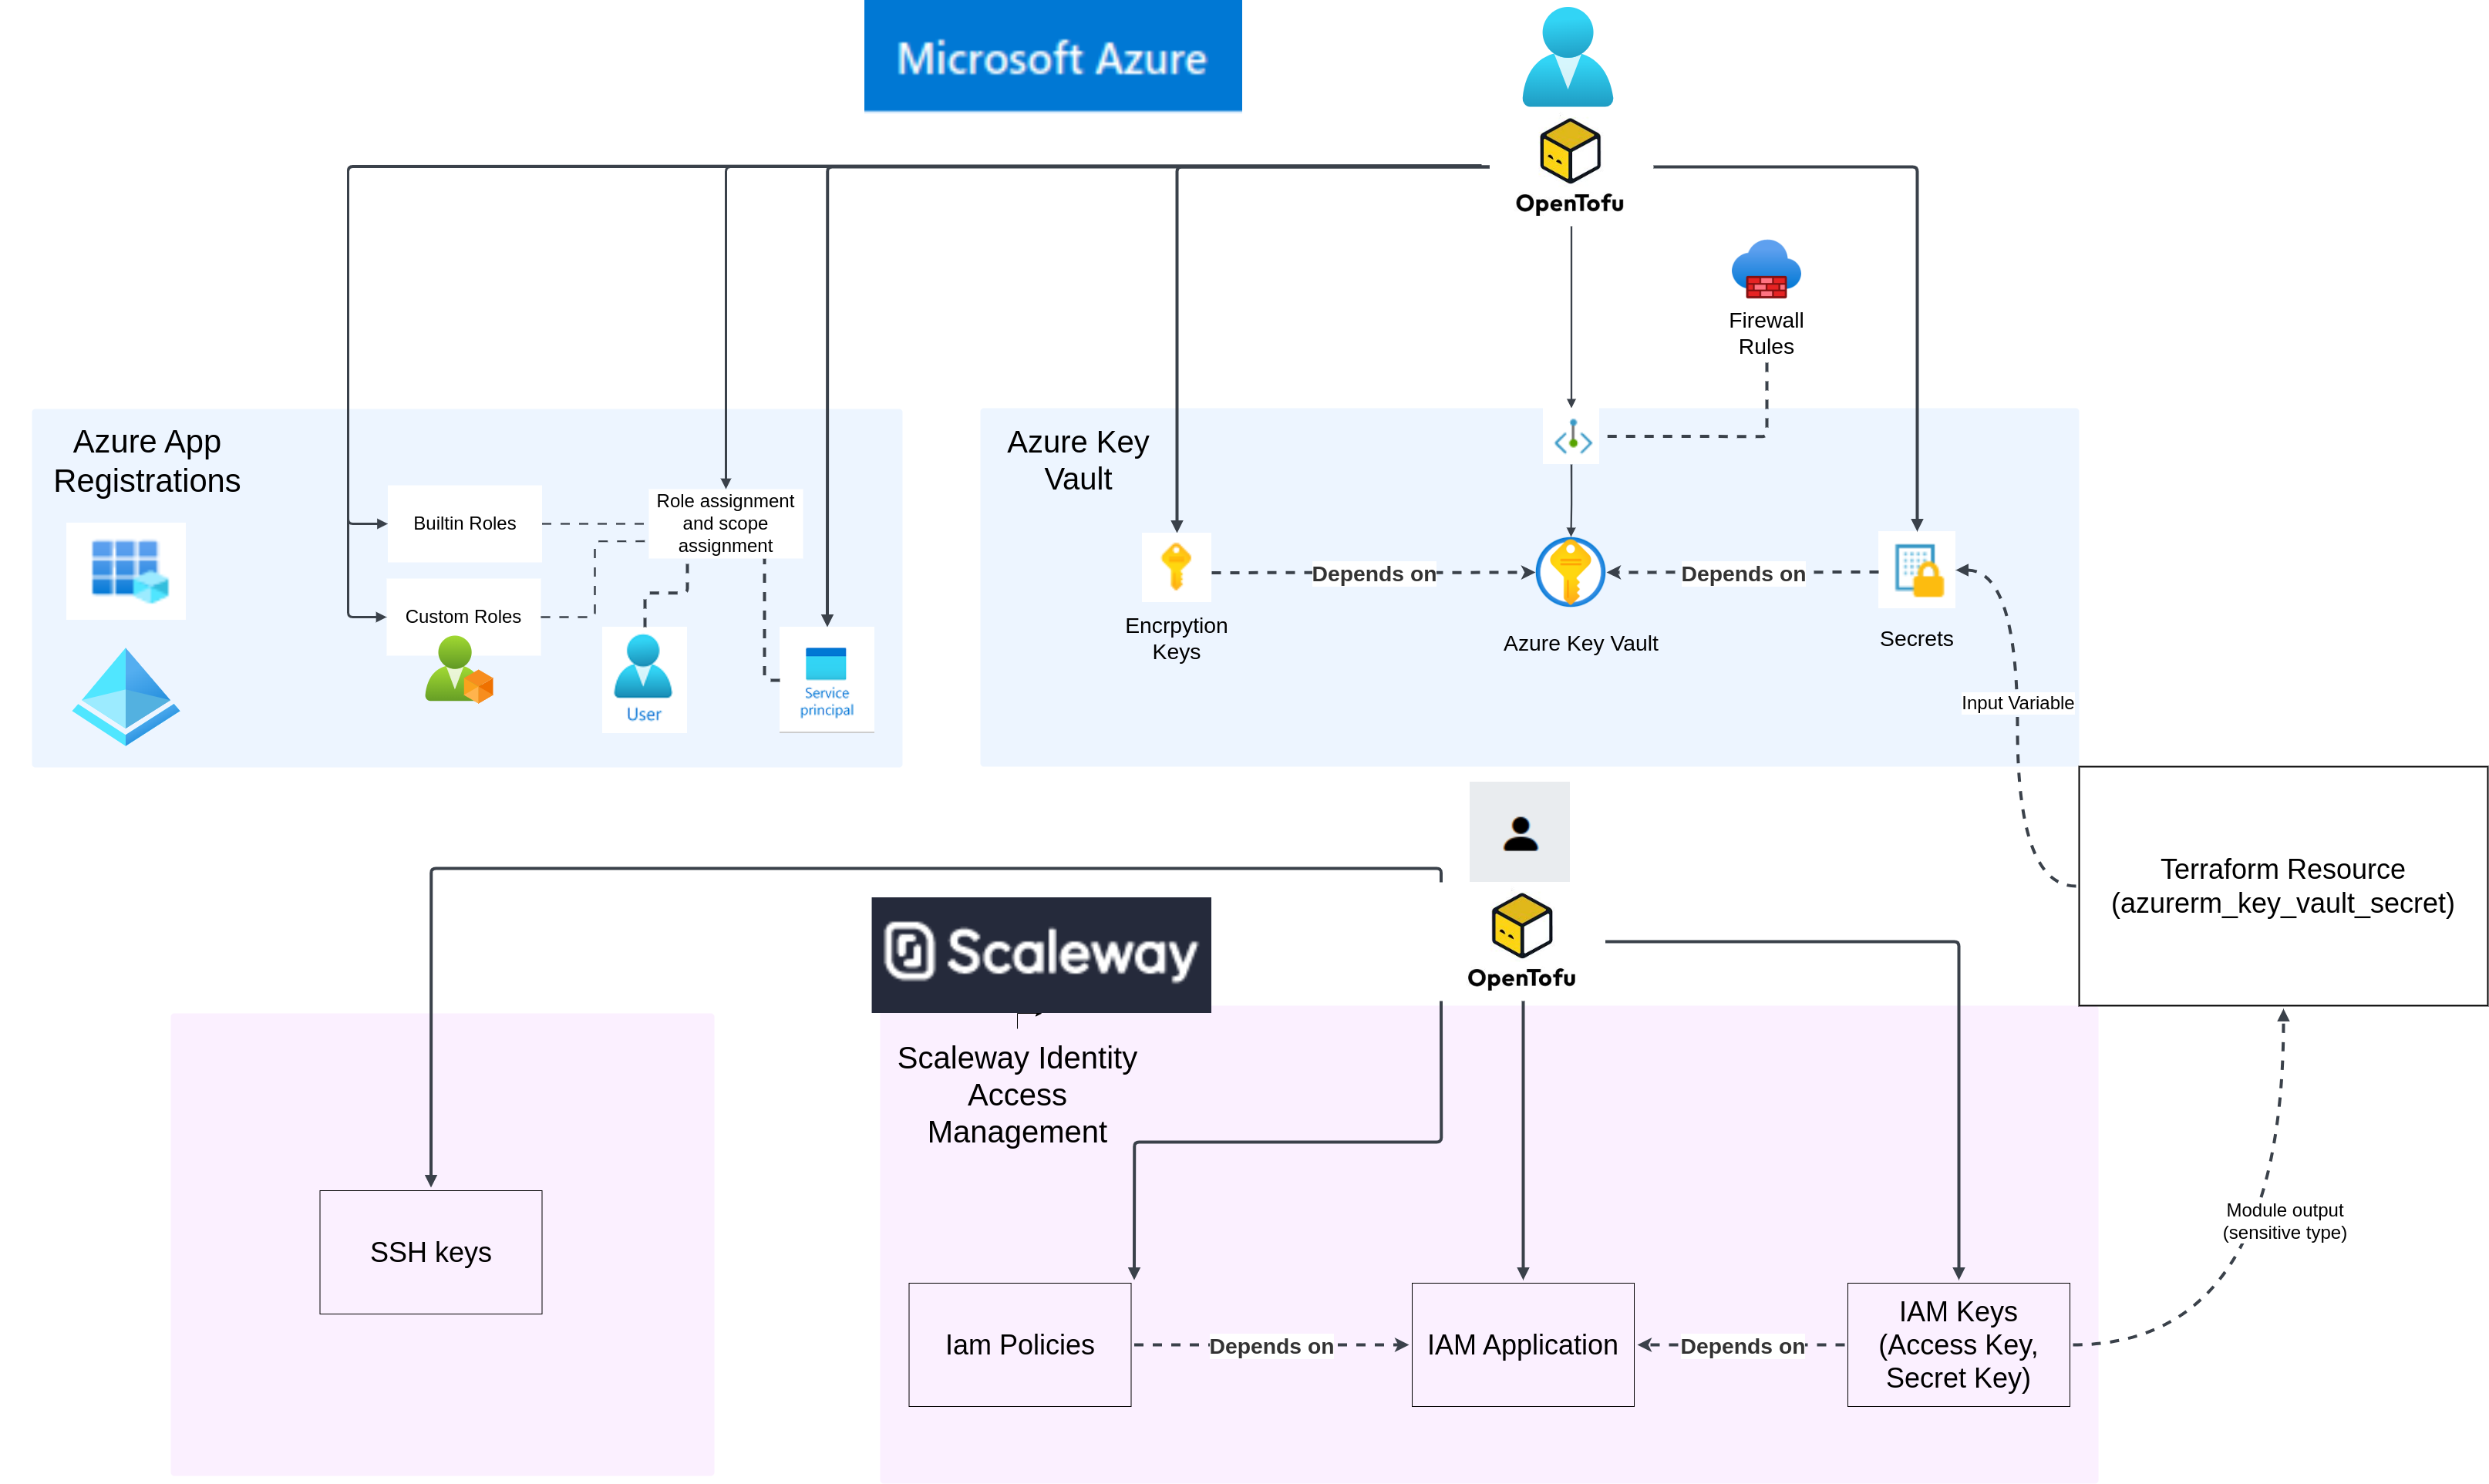 Microsoft Azure
OpenTofu
Firewall
Rules
Azure App
Registrations
Azure Key
Vault
Builtin Roles
Role assignment
and scope
assignment
Custom Roles
User
Service
principal
Depends on
Depends on
Encrpytion
Keys
Azure Key Vault
Secrets
Input Variable
Terraform Resource
(azurerm_key_vault_secret)
Scaleway
OpenTofu
Scaleway Identity
Access
Management
SSH keys
Module output
(sensitive type)
Iam Policies
Depends on
IAM Application
Depends on
IAM Keys
(Access Key,
Secret Key)